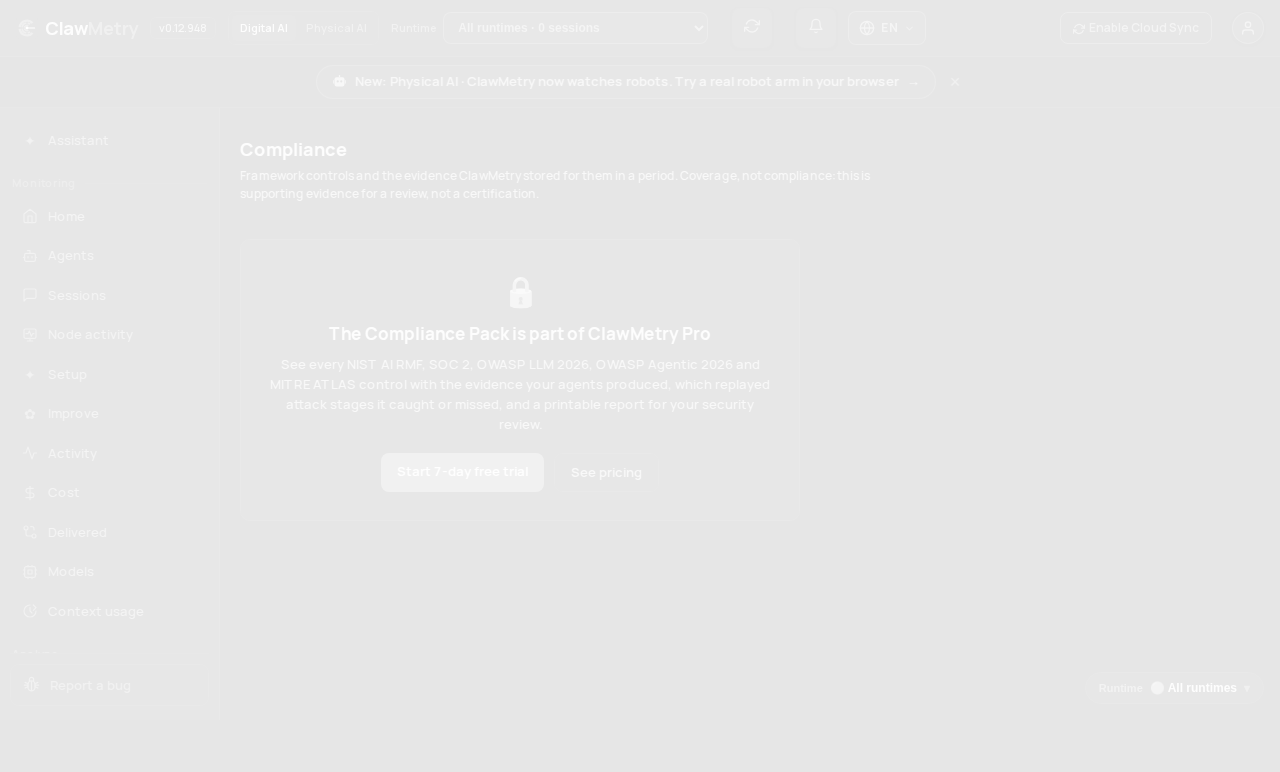 ClawMetry v0.12.948 Digital AI Physical AI Runtime All runtimes - 0 sessions EN Enable Cloud Sync
New: Physical AI · ClawMetry now watches robots. Try a real robot arm in your browser → ×
Assistant
Monitoring
Home
Agents
Sessions
Node activity
Setup
Improve
Activity
Cost
Delivered
Models
Context usage
Report a bug
Compliance
Framework controls and the evidence ClawMetry stored for them in a period. Coverage, not compliance: this is
supporting evidence for a review, not a certification.
The Compliance Pack is part of ClawMetry Pro
See every NIST AI RMF, SOC 2, OWASP LLM 2026, OWASP Agentic 2026 and
MITRE ATLAS control with the evidence your agents produced, which replayed
attack stages it caught or missed, and a printable report for your security
review.
Start 7-day free trial See pricing
Runtime All runtimes ▾